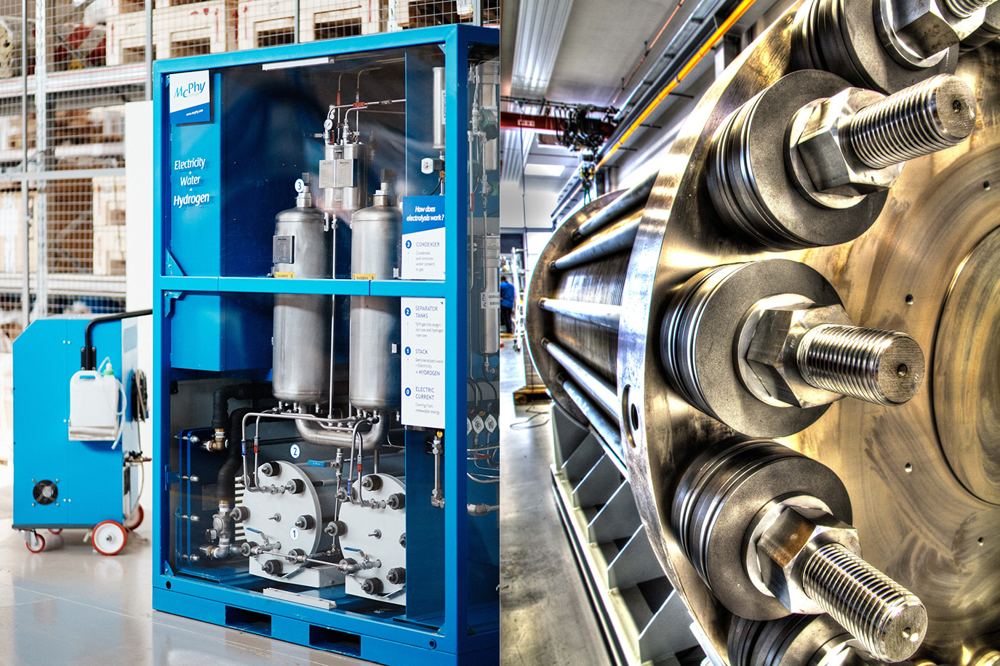 McPhy
www.mcphy.com
Electricity
+
Water
=
Hydrogen
3
How does
electrolysis work?
3 CONDENSER
Condenses
and removes
water present
in gas
2 SEPARATOR
TANKS
1 STACK
Demineralized water
+ Electricity
= HYDROGEN
0 ELECTRIC
CURRENT
Coming from
renewable energy
2
1